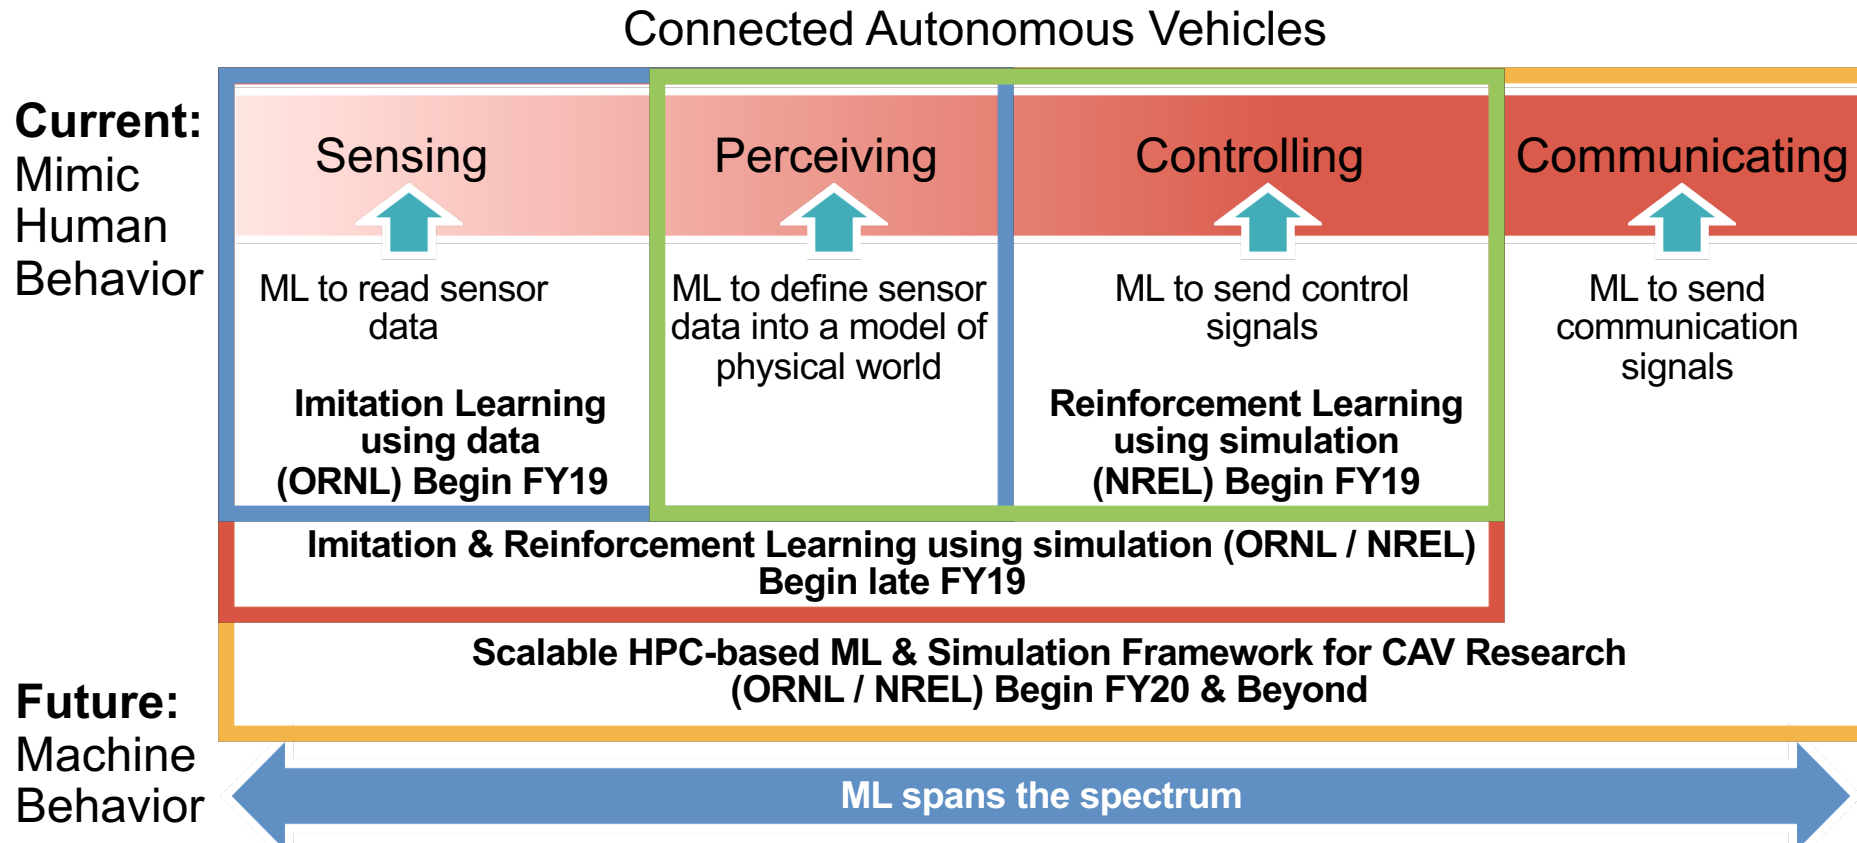 Connected Autonomous Vehicles
Current:
Mimic
Human
Behavior
Sensing
Perceiving
Controlling
Communicating
ML to read sensor
data
ML to define sensor
data into a model of
physical world
ML to send control
signals
ML to send
communication
signals
Imitation Learning
using data
(ORNL) Begin FY19
Reinforcement Learning
using simulation
(NREL) Begin FY19
Imitation & Reinforcement Learning using simulation (ORNL / NREL)
Begin late FY19
Scalable HPC-based ML & Simulation Framework for CAV Research
(ORNL / NREL) Begin FY20 & Beyond
Future:
Machine
Behavior
ML spans the spectrum